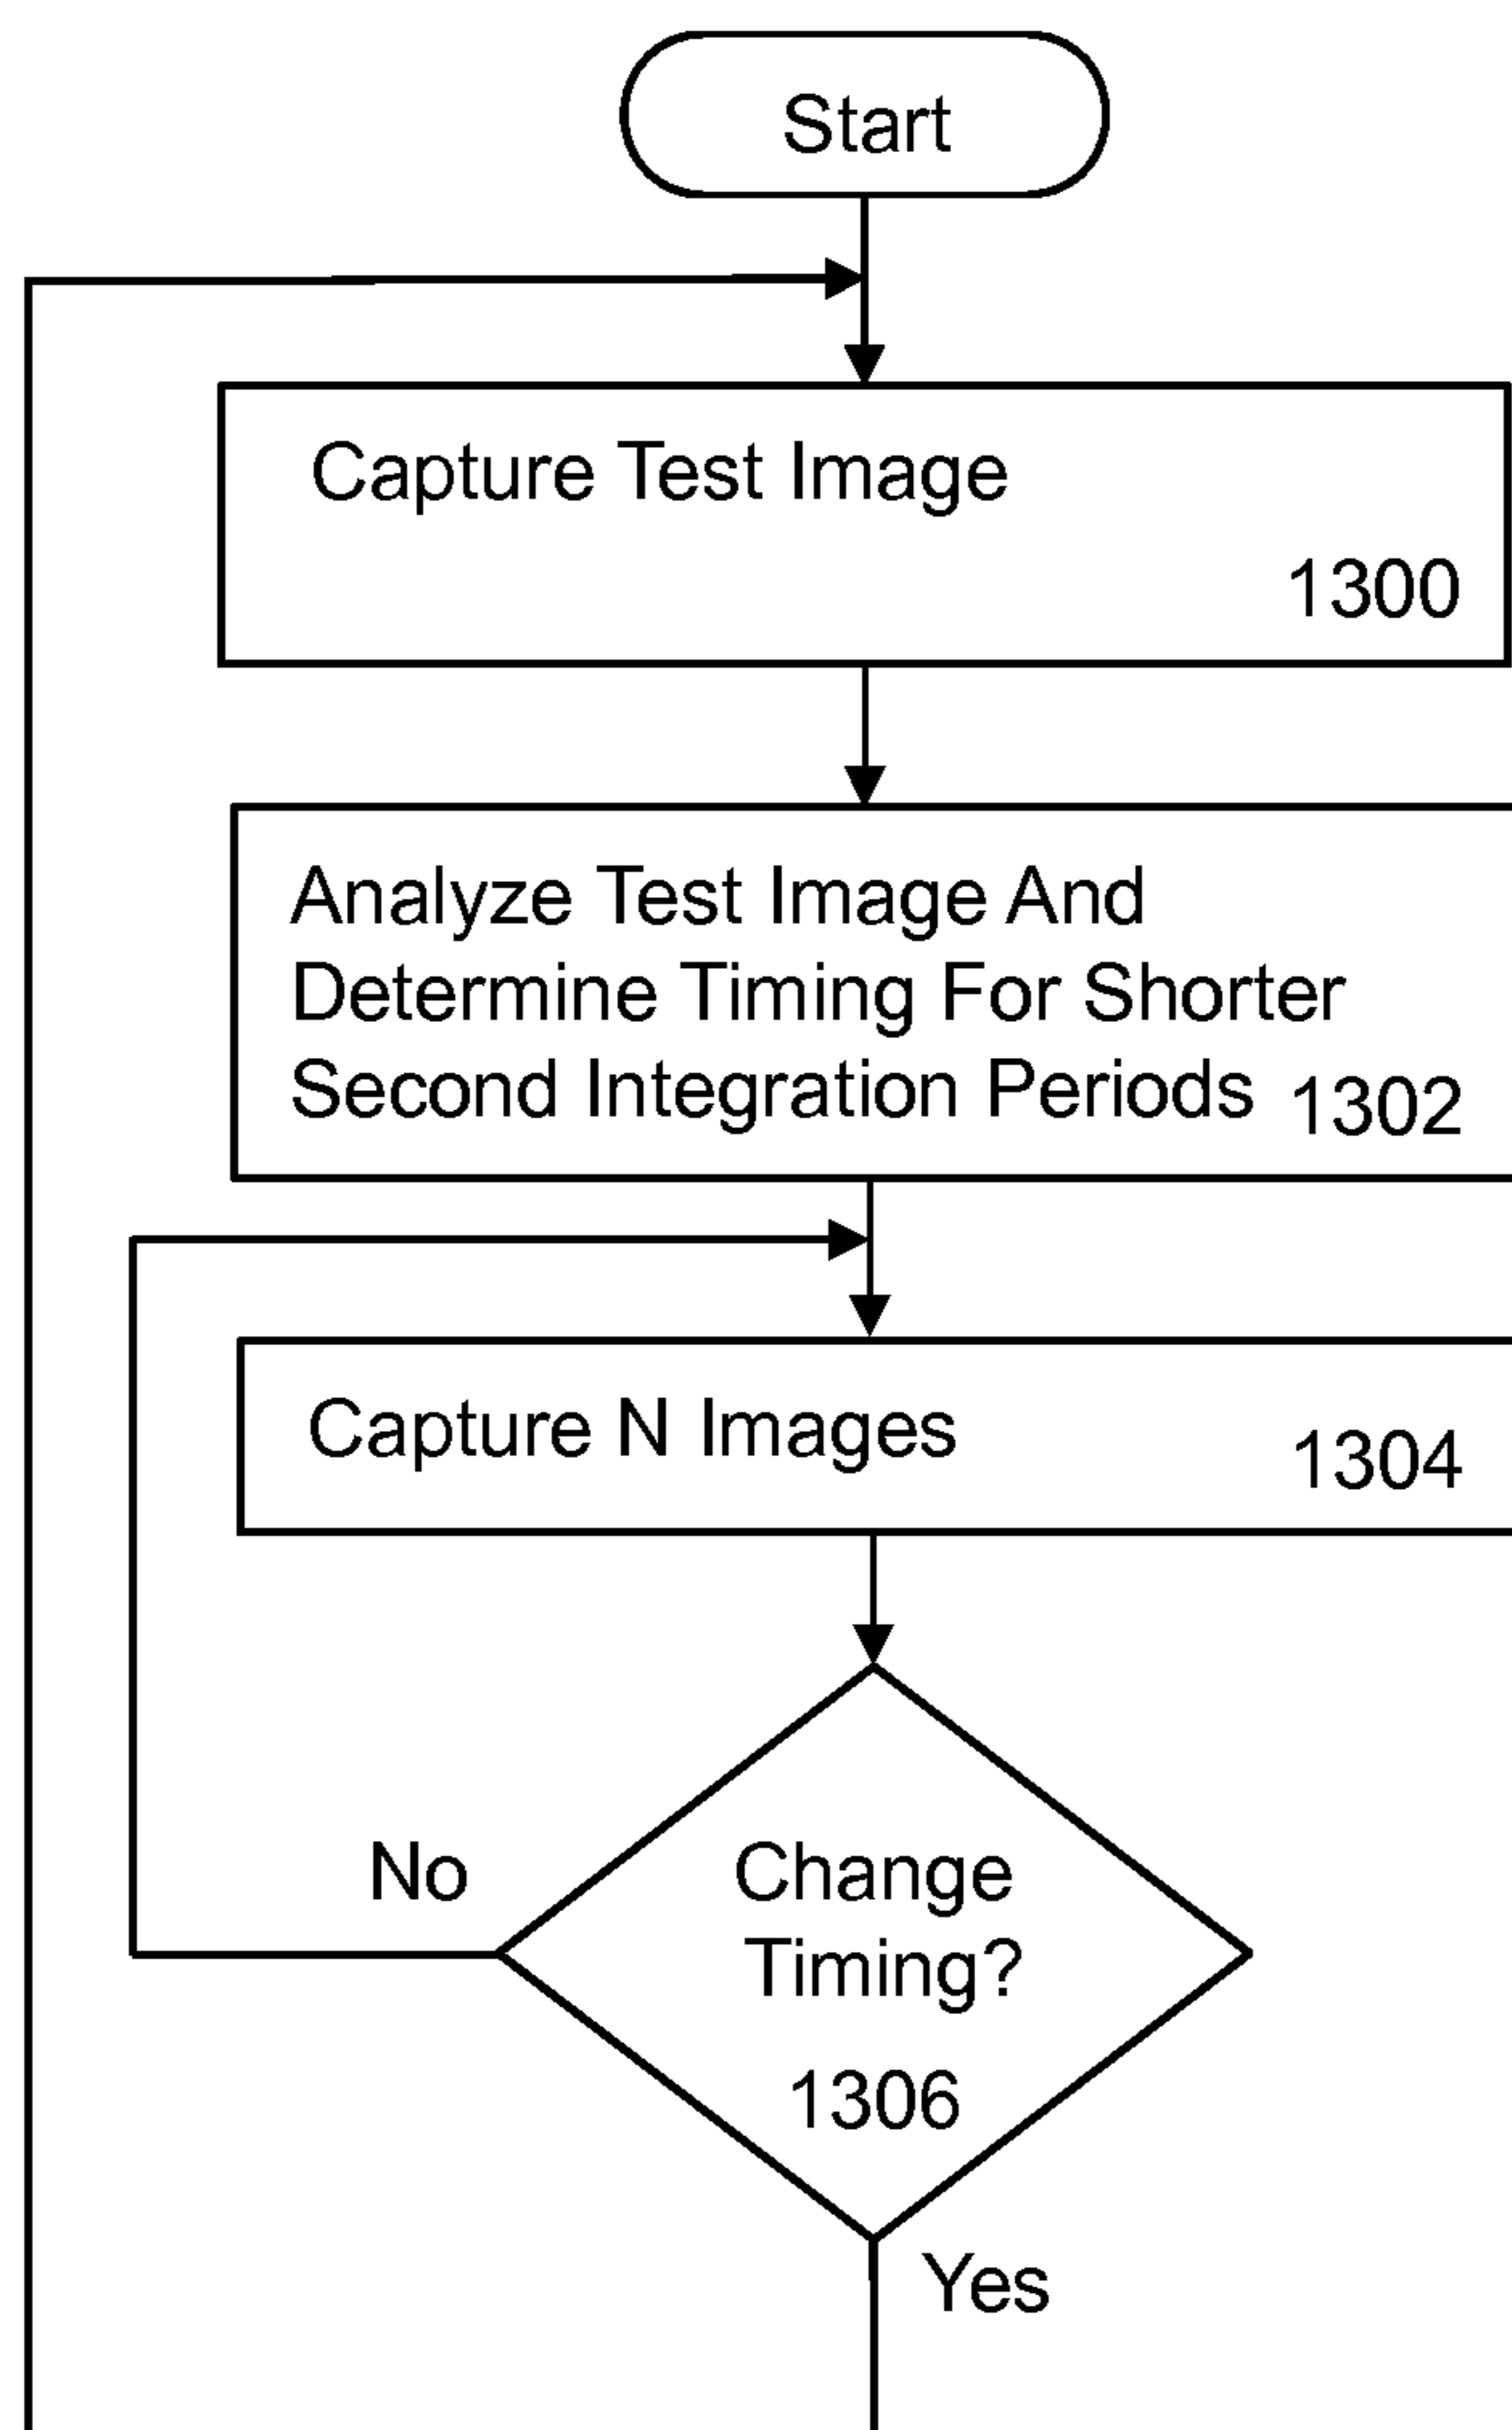 Start
Capture Test Image
1300
Analyze Test Image And
Determine Timing For Shorter
Second Integration Periods 1302
Capture N Images 1304
No
Change
Timing?
1306
Yes